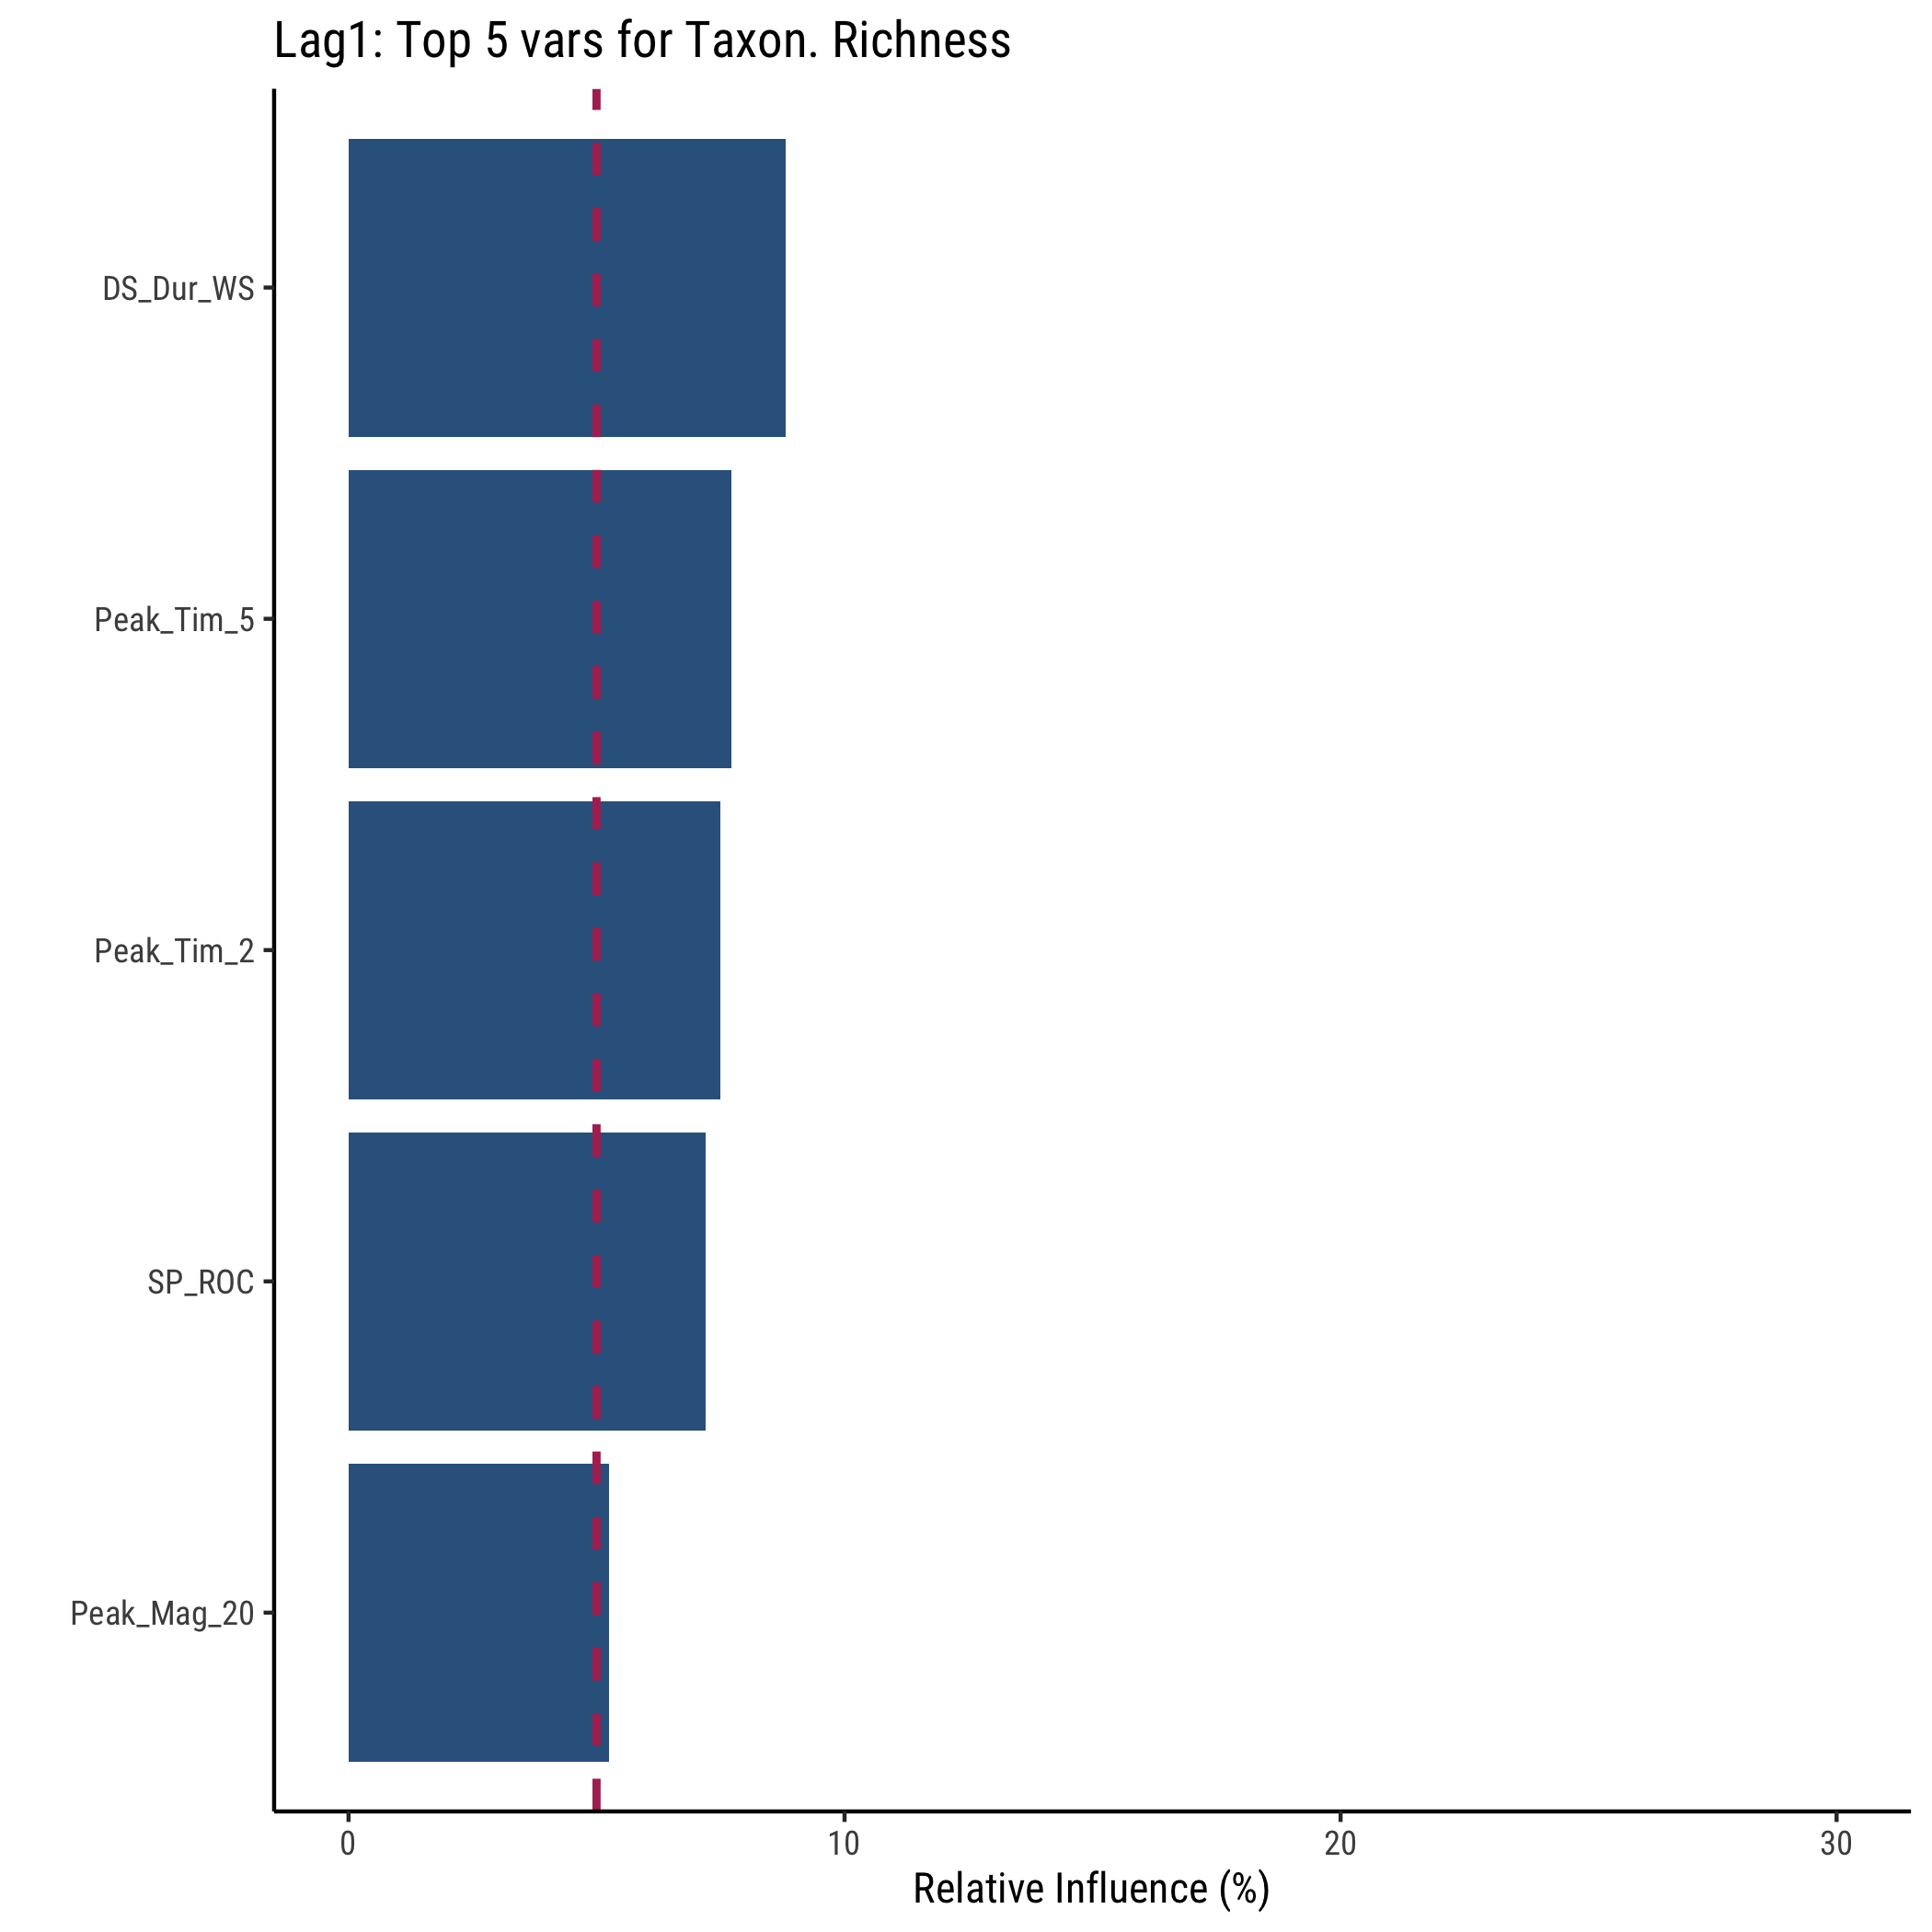 Lag1: Top 5 vars for Taxon. Richness
DS_Dur_WS
Peak_Tim_5
Peak_Tim_2
SP_ROC
Peak_Mag_20
0 10 20 30
Relative Influence (%)